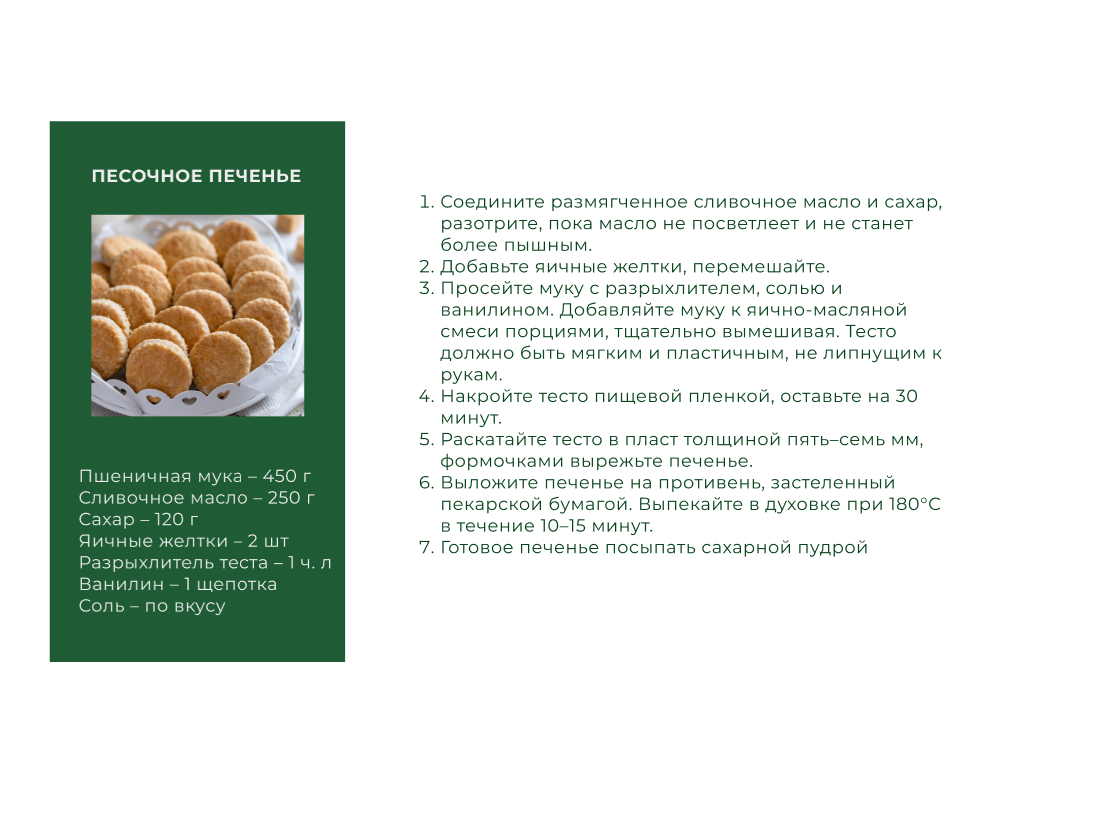 ПЕСОЧНОЕ ПЕЧЕНЬЕ
Пшеничная мука – 450 г
Сливочное масло – 250 г
Сахар – 120 г
Яичные желтки – 2 шт
Разрыхлитель теста – 1 ч. л
Ванилин – 1 щепотка
Соль – по вкусу
1. Соедините размягченное сливочное масло и сахар,
разотрите, пока масло не посветлеет и не станет
более пышным.
2. Добавьте яичные желтки, перемешайте.
3. Просейте муку с разрыхлителем, солью и
ванилином. Добавляйте муку к яично-масляной
смеси порциями, тщательно вымешивая. Тесто
должно быть мягким и пластичным, не липнущим к
рукам.
4. Накройте тесто пищевой пленкой, оставьте на 30
минут.
5. Раскатайте тесто в пласт толщиной пять–семь мм,
формочками вырежьте печенье.
6. Выложите печенье на противень, застеленный
пекарской бумагой. Выпекайте в духовке при 180°С
в течение 10–15 минут.
7. Готовое печенье посыпать сахарной пудрой